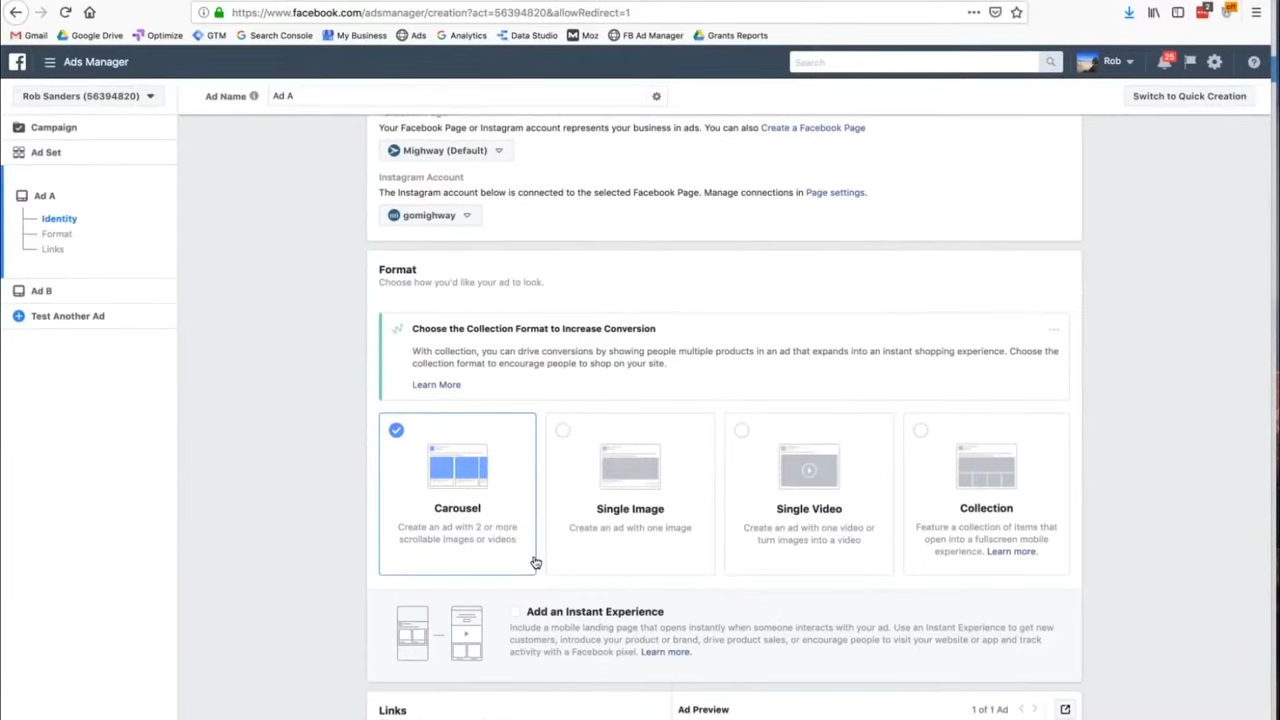 https://www.facebook.com/adsmanager/creation?act=56394820&allowRedirect=1
Gmail Google Drive Optimize GTM Search Console My Business Ads Analytics Data Studio Moz FB Ad Manager Grants Reports
Ads Manager
Search
Rob
25
Rob Sanders (56394820)
Ad Name
Ad A
Switch to Quick Creation
Campaign
Ad Set
Ad A
Identity
Format
Links
Ad B
Test Another Ad
Your Facebook Page or Instagram account represents your business in ads. You can also Create a Facebook Page
Mighway (Default)
Instagram Account
The Instagram account below is connected to the selected Facebook Page. Manage connections in Page settings.
gomighway
Format
Choose how you'd like your ad to look.
Choose the Collection Format to Increase Conversion
With collection, you can drive conversions by showing people multiple products in an ad that expands into an instant shopping experience. Choose the
collection format to encourage people to shop on your site.
Learn More
Carousel
Create an ad with 2 or more
scrollable images or videos
Single Image
Create an ad with one image
Single Video
Create an ad with one video or
turn images into a video
Collection
Feature a collection of items that
open into a fullscreen mobile
experience. Learn more.
Add an Instant Experience
Include a mobile landing page that opens instantly when someone interacts with your ad. Use an Instant Experience to get new
customers, introduce your product or brand, drive product sales, or encourage people to visit your website or app and track
activity with a Facebook pixel. Learn more.
Links
Ad Preview
1 of 1 Ad